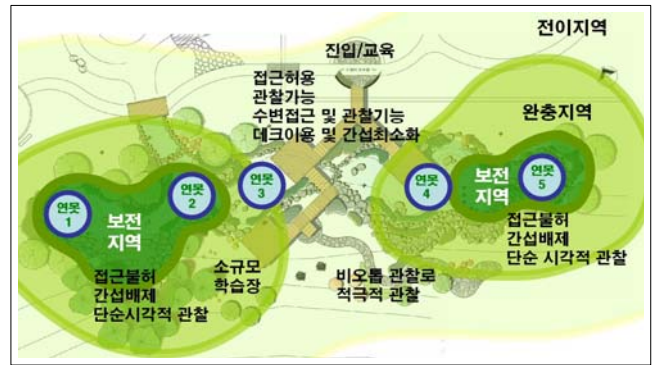 전이지역
진입/교육
접근허용
관찰가능
수변접근 및 관찰기능
데크이용 및 간섭최소화
완충지역
연못
1
보전
지역
연못
2
연못
3
연못
4
보전
지역
연못
5
접근불허
간섭배제
단순 시각적 관찰
접근불허
간섭배제
단순시각적 관찰
소규모
학습장
비오톱 관찰로
적극적 관찰